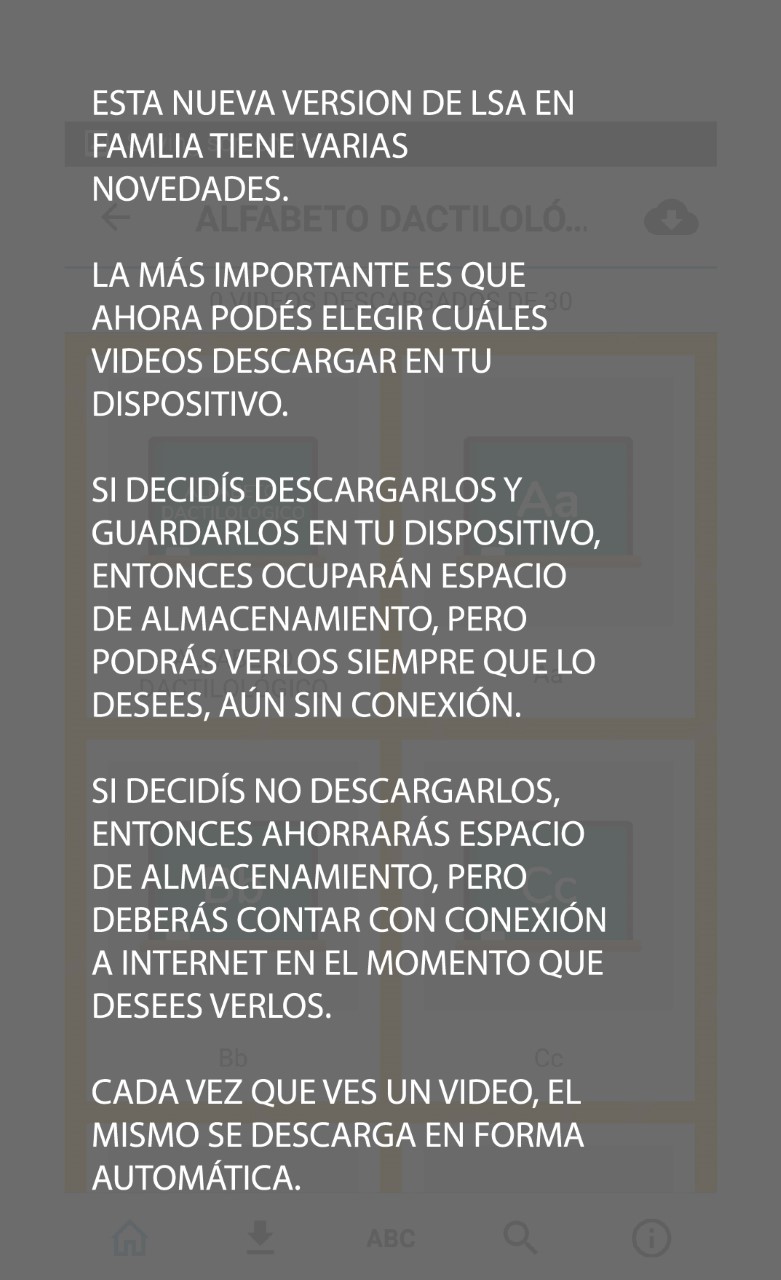 ESTA NUEVA VERSION DE LSA EN
FAMLIA TIENE VARIAS
NOVEDADES.
ALFABETO DACTILOLÓ...
LA MÁS IMPORTANTE ES QUE
0 VIDEOS DESCARGADOS DE 30
AHORA PODÉS ELEGIR CUÁLES
VIDEOS DESCARGAR EN TU
DISPOSITIVO.
SI DECIDÍS DESCARGARLOS Y
Aa
DACTILOLÓGICO
GUARDARLOS EN TU DISPOSITIVO,
ENTONCES OCUPARÁN ESPACIO
DE ALMACENAMIENTO, PERO
PODRÁS VERLOS SIEMPRE QUE LO
Aa
DACTILOLÓGICO
DESEES, AÚN SIN CONEXIÓN.
SI DECIDÍS NO DESCARGARLOS,
ENTONCES AHORRARÁS ESPACIO
DE ALMACENAMIENTO, PERO
Bb
Cc
DEBERÁS CONTAR CON CONEXIÓN
A INTERNET EN EL MOMENTO QUE
DESEES VERLOS.
Bb
Cc
CADA VEZ QUE VES UN VIDEO, EL
MISMO SE DESCARGA EN FORMA
AUTOMÁTICA.
ABC